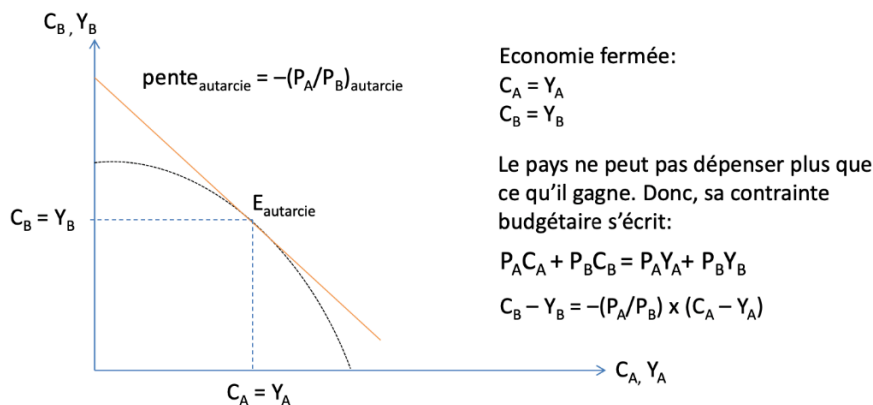 C_B, Y_B
pente_autarcie = –(P_A/P_B)_autarcie
E_autarcie
C_B = Y_B
C_A = Y_A
C_A, Y_A
Economie fermée:
C_A = Y_A
C_B = Y_B
Le pays ne peut pas dépenser plus que
ce qu'il gagne. Donc, sa contrainte
budgétaire s'écrit:
P_AC_A + P_BC_B = P_AY_A+ P_BY_B
C_B – Y_B = –(P_A/P_B) x (C_A – Y_A)